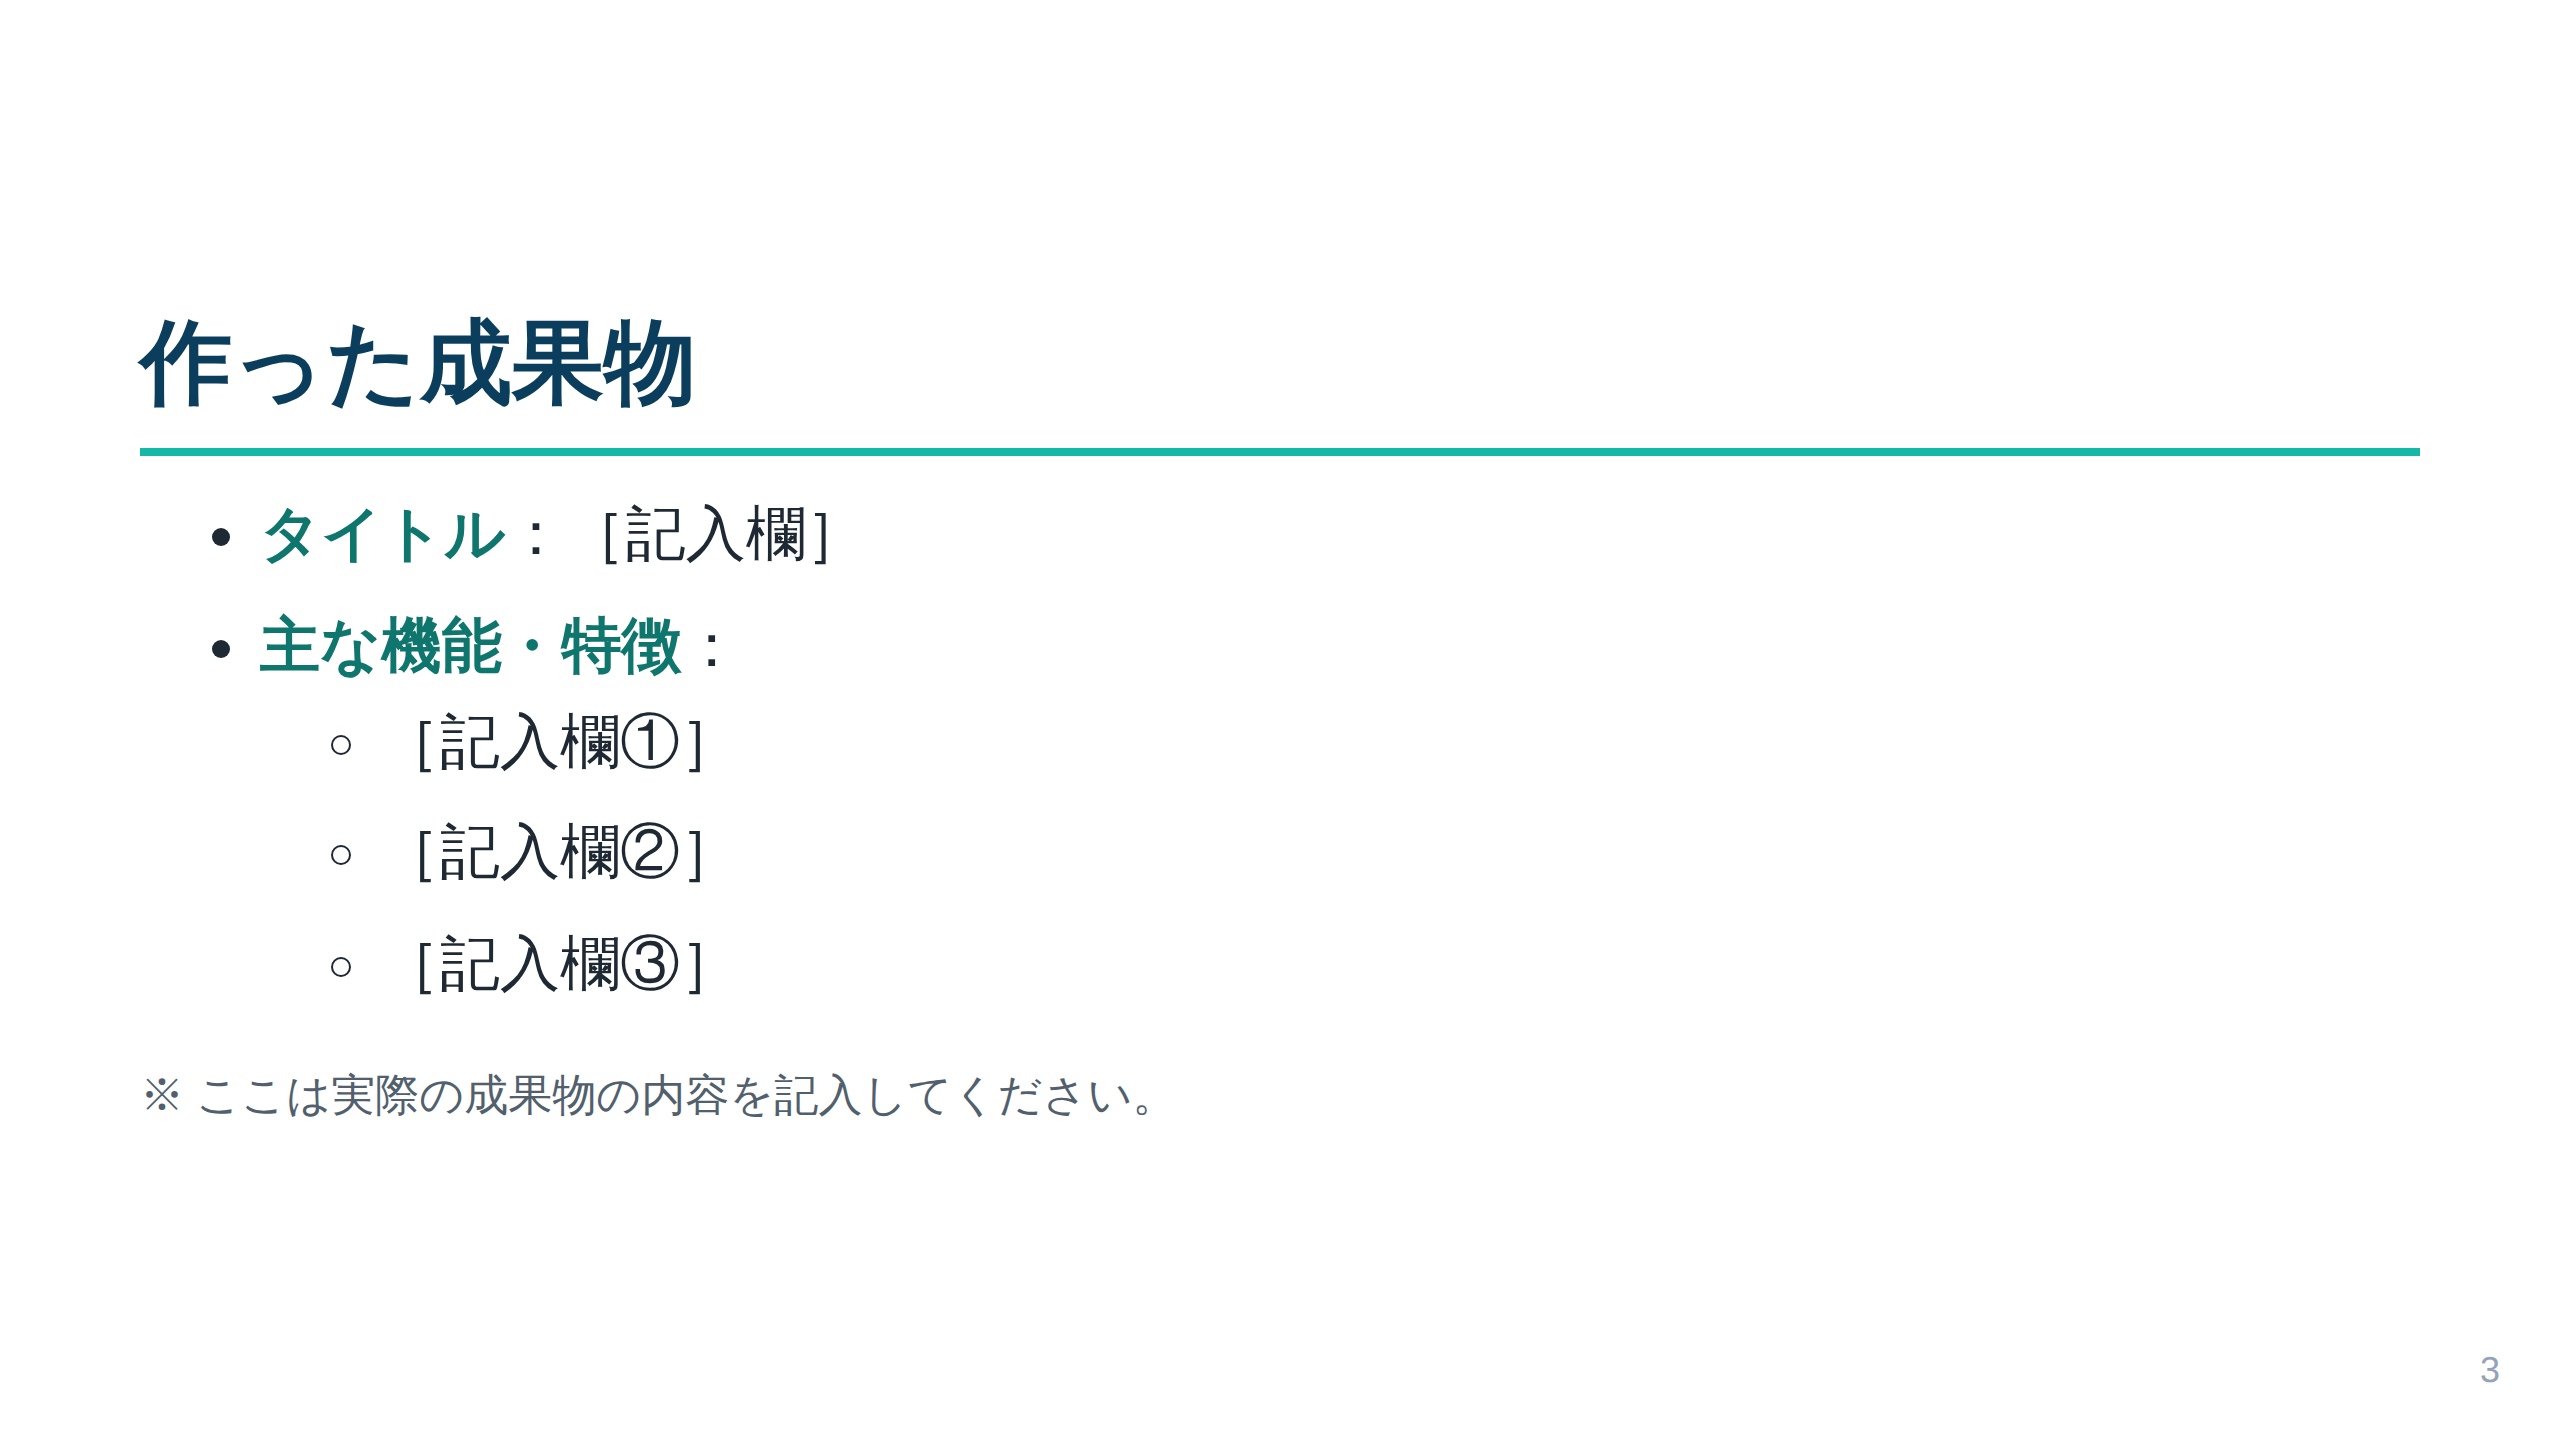 作った成果物
タイトル：［記入欄］
主な機能・特徴：
［記入欄①］
［記入欄②］
［記入欄③］
※ ここは実際の成果物の内容を記入してください。
3